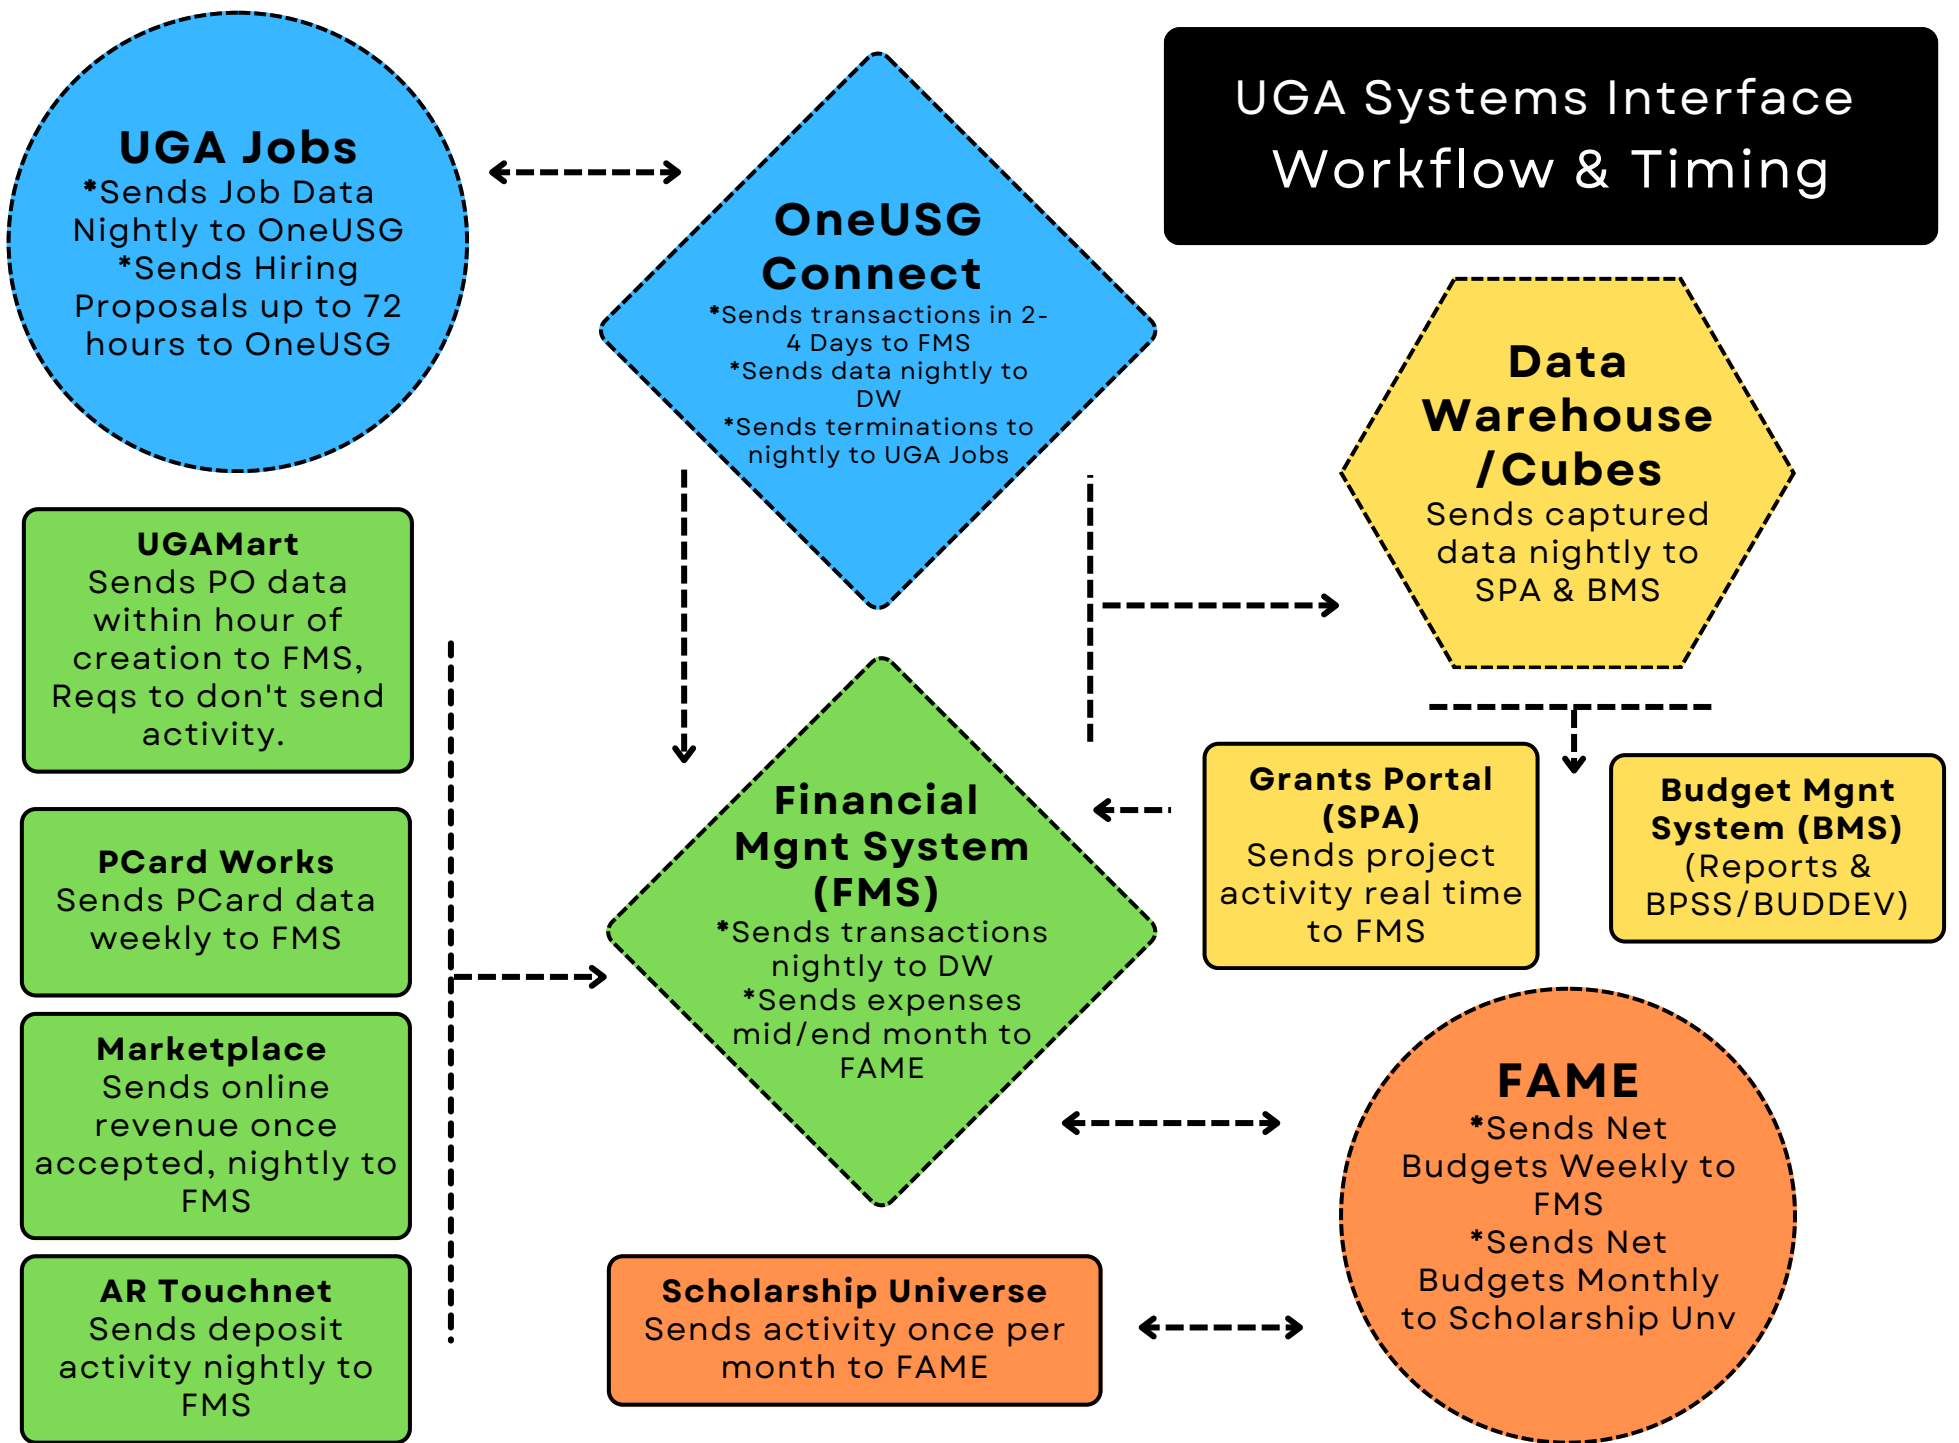 UGA Systems Interface
Workflow & Timing
UGA Jobs
*Sends Job Data
Nightly to OneUSG
*Sends Hiring
Proposals up to 72
hours to OneUSG
OneUSG
Connect
*Sends transactions in 2-
4 Days to FMS
*Sends data nightly to
DW
*Sends terminations to
nightly to UGA Jobs
Data
Warehouse
/Cubes
Sends captured
data nightly to
SPA & BMS
UGAMart
Sends PO data
within hour of
creation to FMS,
Reqs to don't send
activity.
PCard Works
Sends PCard data
weekly to FMS
Marketplace
Sends online
revenue once
accepted, nightly to
FMS
AR Touchnet
Sends deposit
activity nightly to
FMS
Financial
Mgnt System
(FMS)
*Sends transactions
nightly to DW
*Sends expenses
mid/end month to
FAME
Grants Portal
(SPA)
Sends project
activity real time
to FMS
Budget Mgnt
System (BMS)
(Reports &
BPSS/BUDDEV)
FAME
*Sends Net
Budgets Weekly to
FMS
*Sends Net
Budgets Monthly
to Scholarship Unv
Scholarship Universe
Sends activity once per
month to FAME